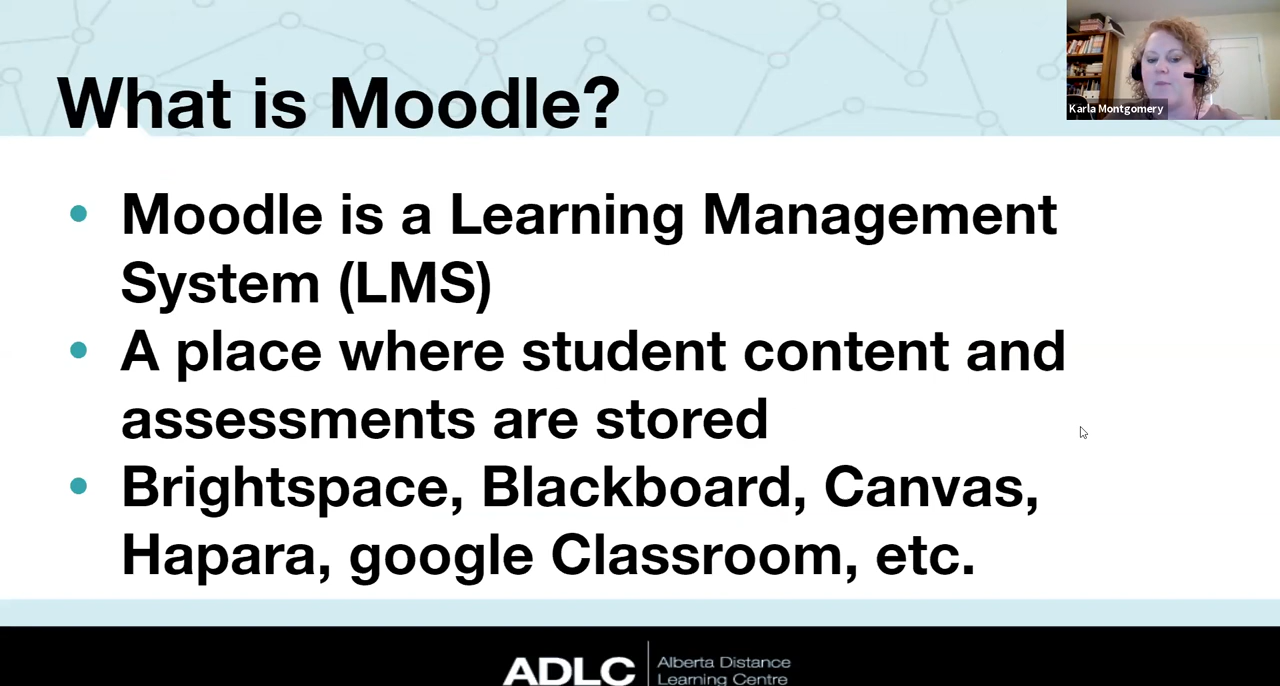 What is Moodle?
Karla Montgomery
• Moodle is a Learning Management
System (LMS)
• A place where student content and
assessments are stored
• Brightspace, Blackboard, Canvas,
Hapara, google Classroom, etc.
ADLC
Alberta Distance
Learning Centre